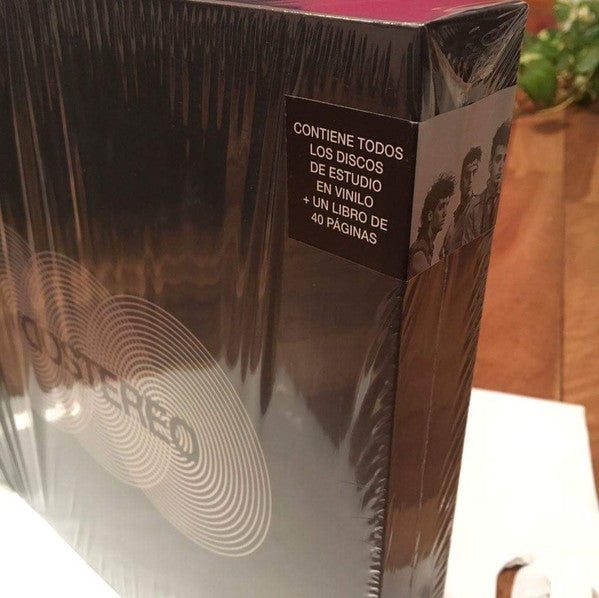 CONTIENE TODOS
LOS DISCOS
DE ESTUDIO
EN VINILO
+ UN LIBRO DE
40 PÁGINAS
STEREO